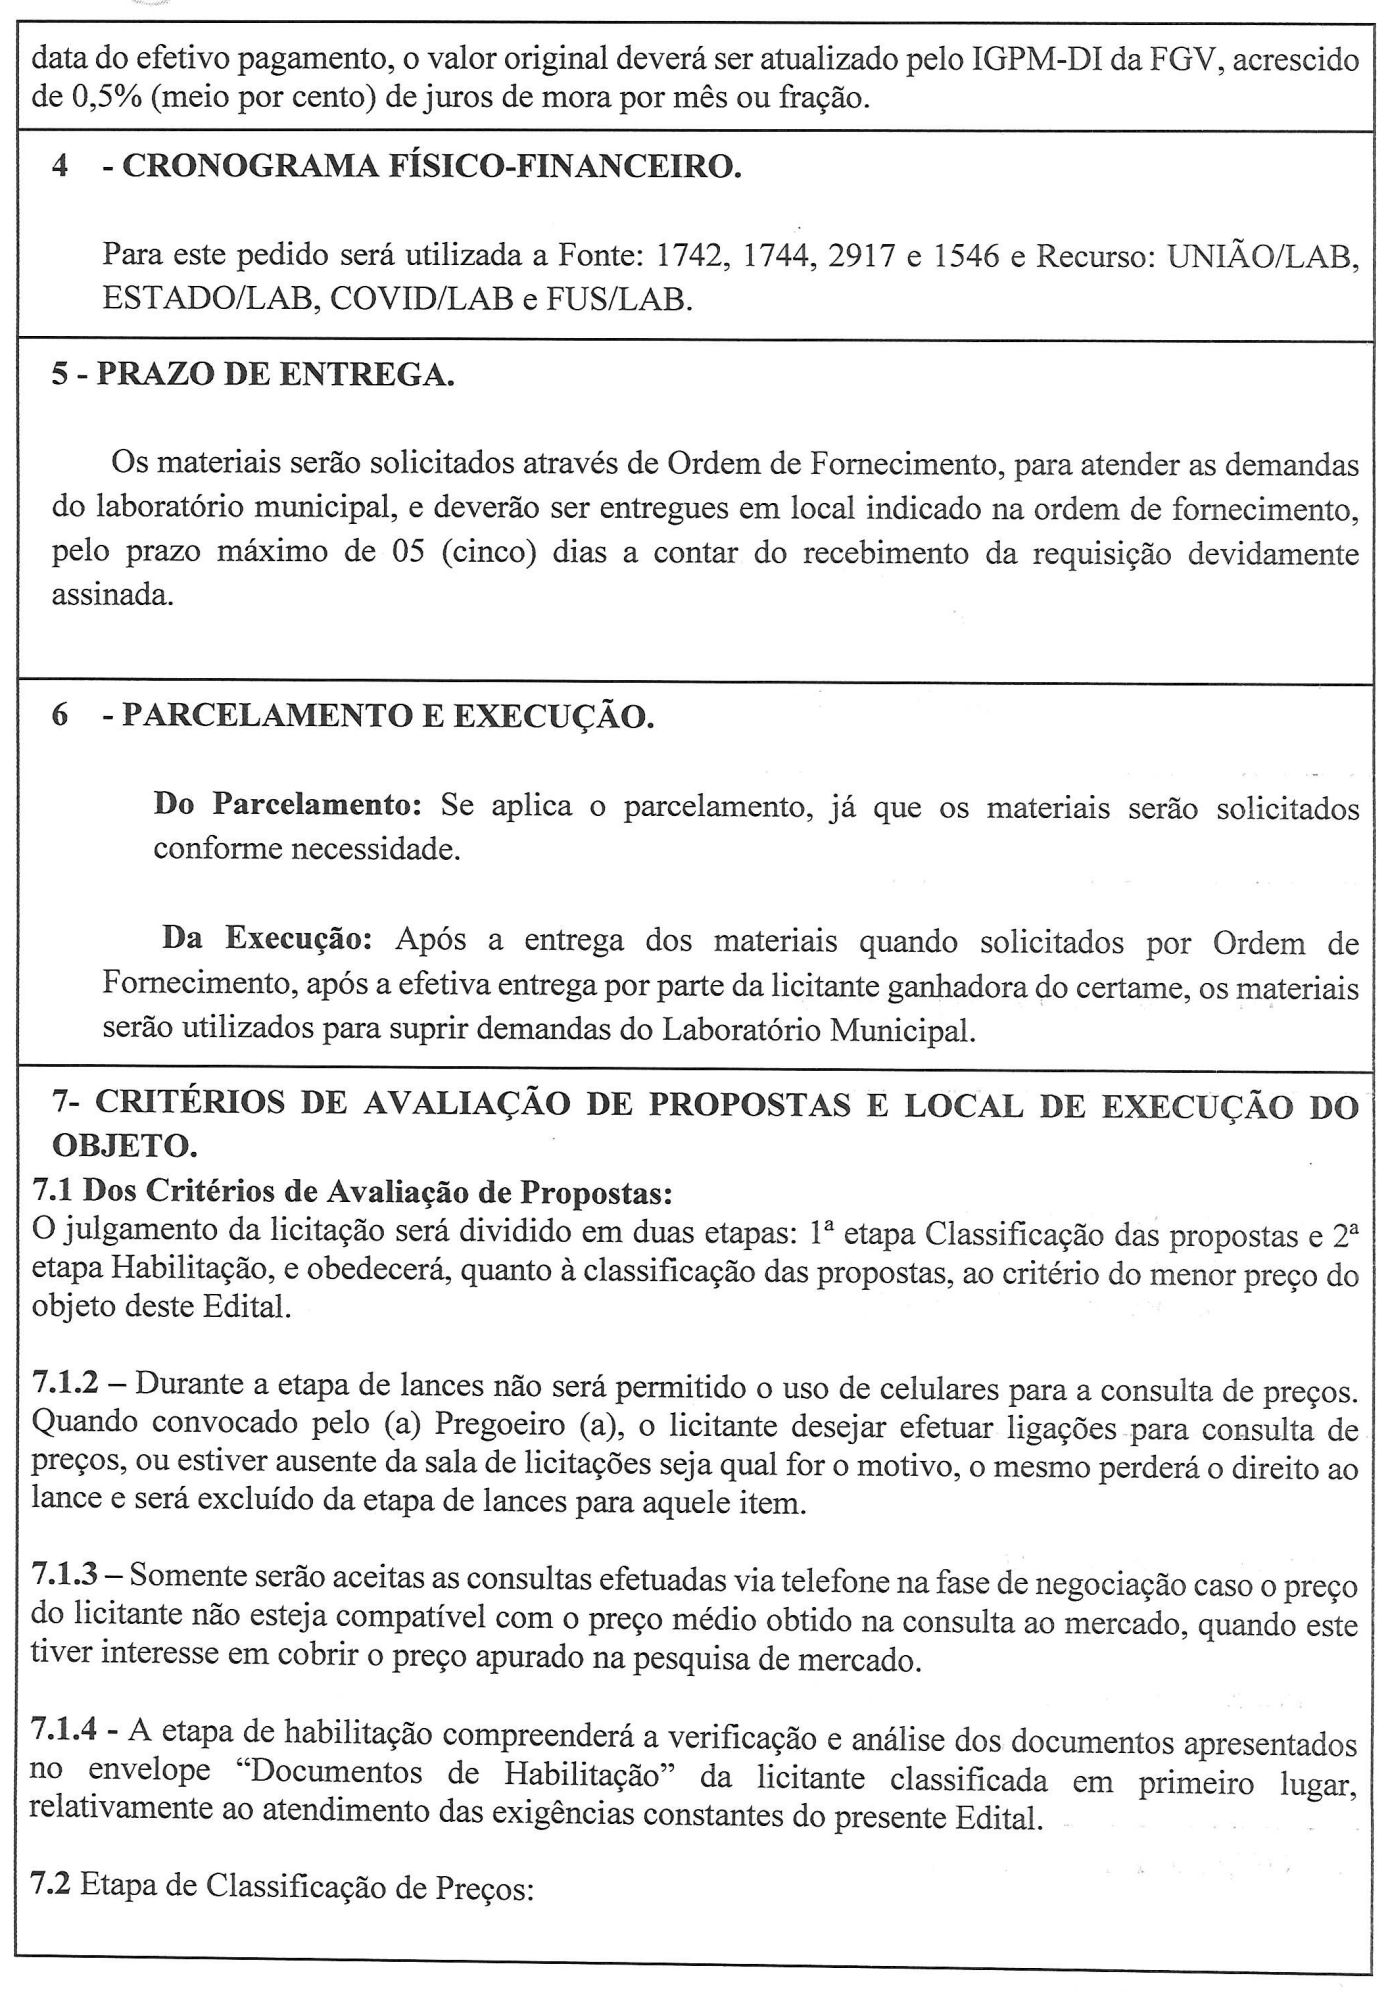 data do efetivo pagamento, o valor original deverá ser atualizado pelo IGPM-DI da FGV, acrescido
de 0,5% (meio por cento) de juros de mora por mês ou fração.
4 - CRONOGRAMA FÍSICO-FINANCEIRO.
Para este pedido será utilizada a Fonte: 1742, 1744, 2917 e 1546 e Recurso: UNIÃO/LAB,
ESTADO/LAB, COVID/LAB e FUS/LAB.
5 - PRAZO DE ENTREGA.
Os materiais serão solicitados através de Ordem de Fornecimento, para atender as demandas
do laboratório municipal, e deverão ser entregues em local indicado na ordem de fornecimento,
pelo prazo máximo de 05 (cinco) dias a contar do recebimento da requisição devidamente
assinada.
6 - PARCELAMENTO E EXECUÇÃO.
Do Parcelamento: Se aplica o parcelamento, já que os materiais serão solicitados
conforme necessidade.
Da Execução: Após a entrega dos materiais quando solicitados por Ordem de
Fornecimento, após a efetiva entrega por parte da licitante ganhadora do certame, os materiais
serão utilizados para suprir demandas do Laboratório Municipal.
7- CRITÉRIOS DE AVALIAÇÃO DE PROPOSTAS E LOCAL DE EXECUÇÃO DO
OBJETO.
7.1 Dos Critérios de Avaliação de Propostas:
O julgamento da licitação será dividido em duas etapas: 1ª etapa Classificação das propostas e 2ª
etapa Habilitação, e obedecerá, quanto à classificação das propostas, ao critério do menor preço do
objeto deste Edital.
7.1.2 – Durante a etapa de lances não será permitido o uso de celulares para a consulta de preços.
Quando convocado pelo (a) Pregoeiro (a), o licitante desejar efetuar ligações para consulta de
preços, ou estiver ausente da sala de licitações seja qual for o motivo, o mesmo perderá o direito ao
lance e será excluído da etapa de lances para aquele item.
7.1.3 – Somente serão aceitas as consultas efetuadas via telefone na fase de negociação caso o preço
do licitante não esteja compatível com o preço médio obtido na consulta ao mercado, quando este
tiver interesse em cobrir o preço apurado na pesquisa de mercado.
7.1.4 - A etapa de habilitação compreenderá a verificação e análise dos documentos apresentados
no envelope “Documentos de Habilitação” da licitante classificada em primeiro lugar,
relativamente ao atendimento das exigências constantes do presente Edital.
7.2 Etapa de Classificação de Preços: